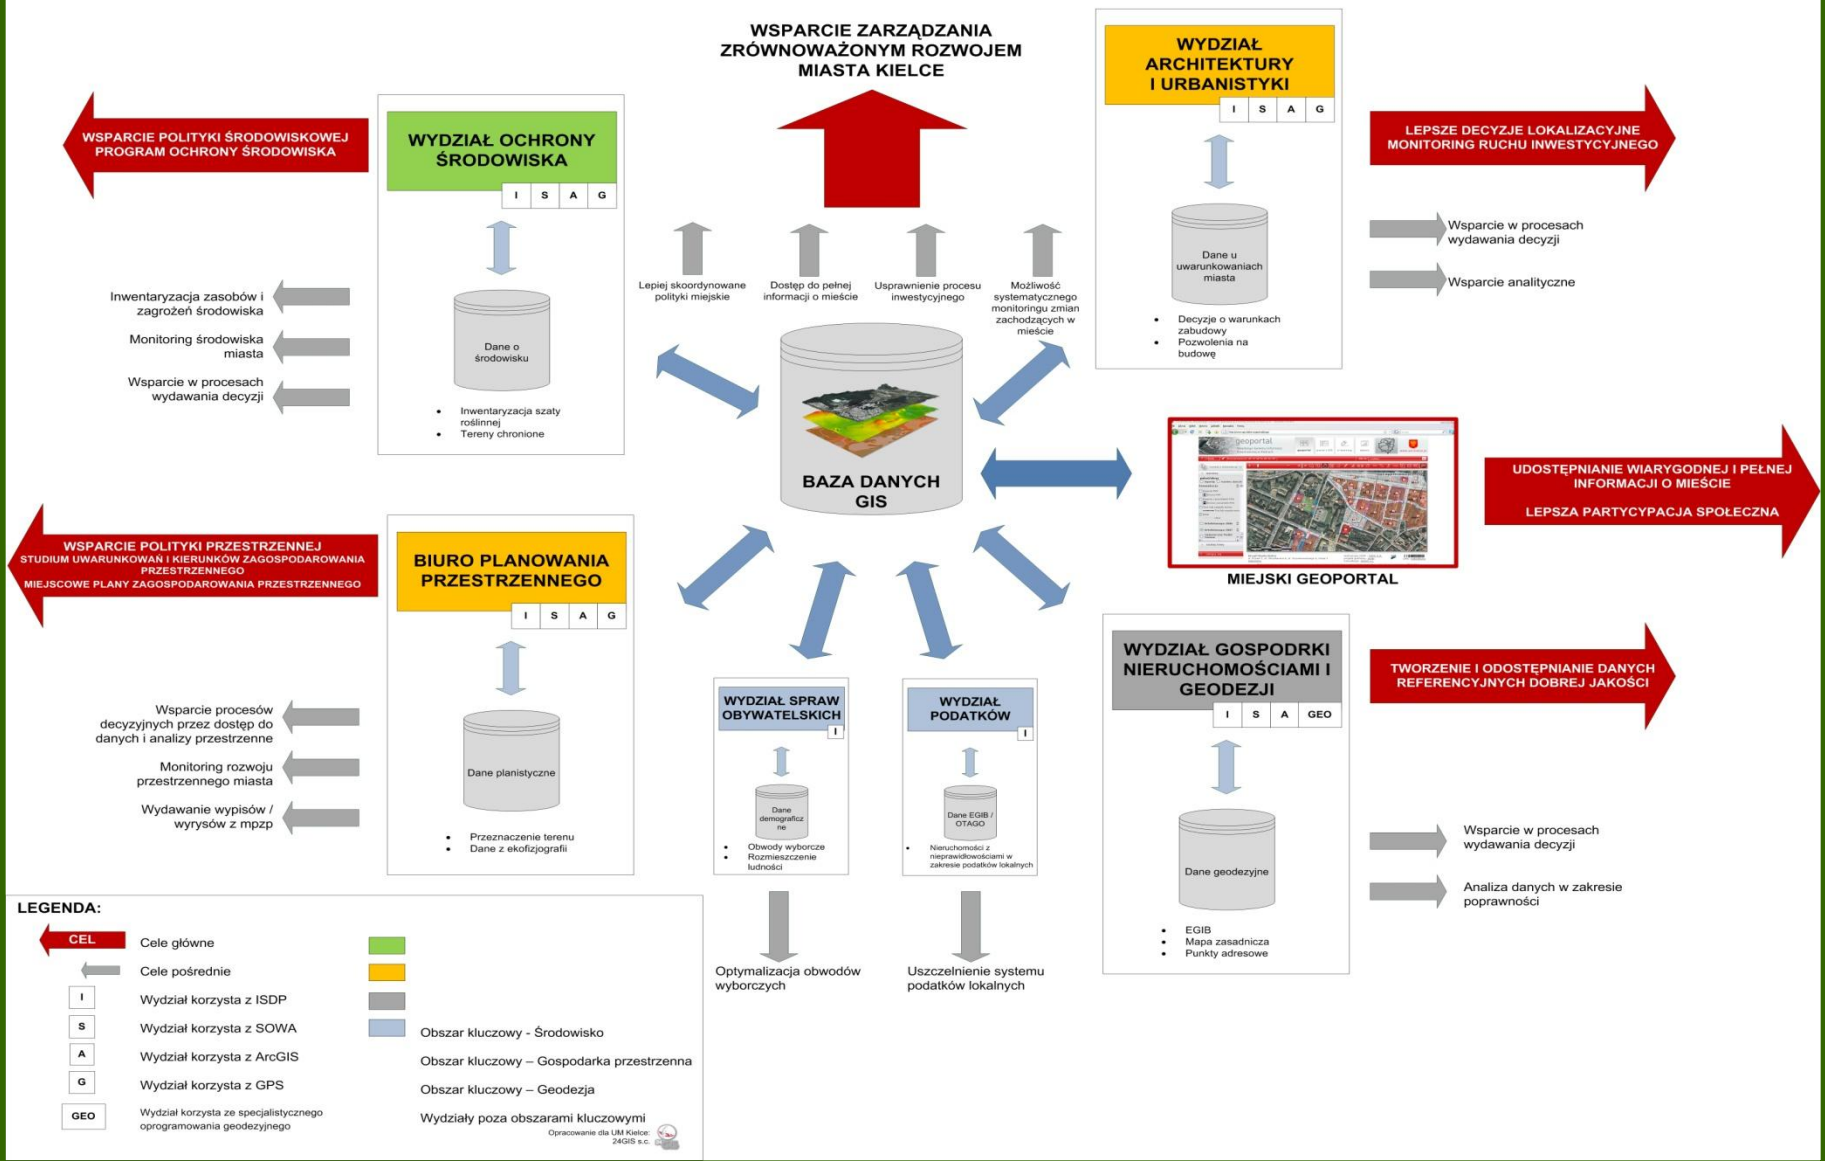 WSPARCIE ZARZĄDZANIA
ZRÓWNOWAŻONYM ROZWOJEM
MIASTA KIELCE
WSPARCIE POLITYKI ŚRODOWISKOWEJ
PROGRAM OCHRONY ŚRODOWISKA
WYDZIAŁ OCHRONY
ŚRODOWISKA
I S A G
Dane o
środowisku
• Inwentaryzacja szaty
roślinnej
• Tereny chronione
Inwentaryzacja zasobów i
zagrożeń środowiska
Monitoring środowiska
miasta
Wsparcie w procesach
wydawania decyzji
Lepiej skoordynowane
polityki miejskie
Dostęp do pełnej
informacji o mieście
Usprawnienie procesu
inwestycyjnego
Możliwość
systematycznego
monitoringu zmian
zachodzących w
mieście
BAZA DANYCH
GIS
WYDZIAŁ
ARCHITEKTURY
I URBANISTYKI
I S A G
Dane u
uwarunkowaniach
miasta
• Decyzje o warunkach
zabudowy
• Pozwolenia na
budowę
LEPSZE DECYZJE LOKALIZACYJNE
MONITORING RUCHU INWESTYCYJNEGO
Wsparcie w procesach
wydawania decyzji
Wsparcie analityczne
geoportal
MIEJSKI GEOPORTAL
UDOSTĘPNIANIE WIARYGODNEJ I PEŁNEJ
INFORMACJI O MIEŚCIE
LEPSZA PARTYCYPACJA SPOŁECZNA
WSPARCIE POLITYKI PRZESTRZENNEJ
STUDIUM UWARUNKOWAŃ I KIERUNKÓW ZAGOSPODAROWANIA
PRZESTRZENNEGO
MIEJSCOWE PLANY ZAGOSPODAROWANIA PRZESTRZENNEGO
BIURO PLANOWANIA
PRZESTRZENNEGO
I S A G
Dane planistyczne
• Przeznaczenie terenu
• Dane z ekofizjografii
Wsparcie procesów
decyzyjnych przez dostęp do
danych i analizy przestrzenne
Monitoring rozwoju
przestrzennego miasta
Wydawanie wypisów /
wyrysów z mpzp
WYDZIAŁ SPRAW
OBYWATELSKICH
I
Dane
demograficz
ne
• Obwody wyborcze
• Rozmieszczenie
ludności
Optymalizacja obwodów
wyborczych
WYDZIAŁ
PODATKÓW
I
Dane EGIB /
OTAGO
• Nieruchomości z
nieprawidłowościami w
zakresie podatków lokalnych
Uszczelnienie systemu
podatków lokalnych
WYDZIAŁ GOSPODRKI
NIERUCHOMOŚCIAMI I
GEODEZJI
I S A GEO
Dane geodezyjne
• EGIB
• Mapa zasadnicza
• Punkty adresowe
TWORZENIE I ODOSTĘPNIANIE DANYCH
REFERENCYJNYCH DOBREJ JAKOŚCI
Wsparcie w procesach
wydawania decyzji
Analiza danych w zakresie
poprawności
LEGENDA:
CEL Cele główne
Cele pośrednie
I Wydział korzysta z ISDP
S Wydział korzysta z SOWA
A Wydział korzysta z ArcGIS
G Wydział korzysta z GPS
GEO Wydział korzysta ze specjalistycznego
oprogramowania geodezyjnego
Obszar kluczowy - Środowisko
Obszar kluczowy – Gospodarka przestrzenna
Obszar kluczowy – Geodezja
Wydziały poza obszarami kluczowymi
Opracowanie dla UM Kielce:
24GIS s.c.